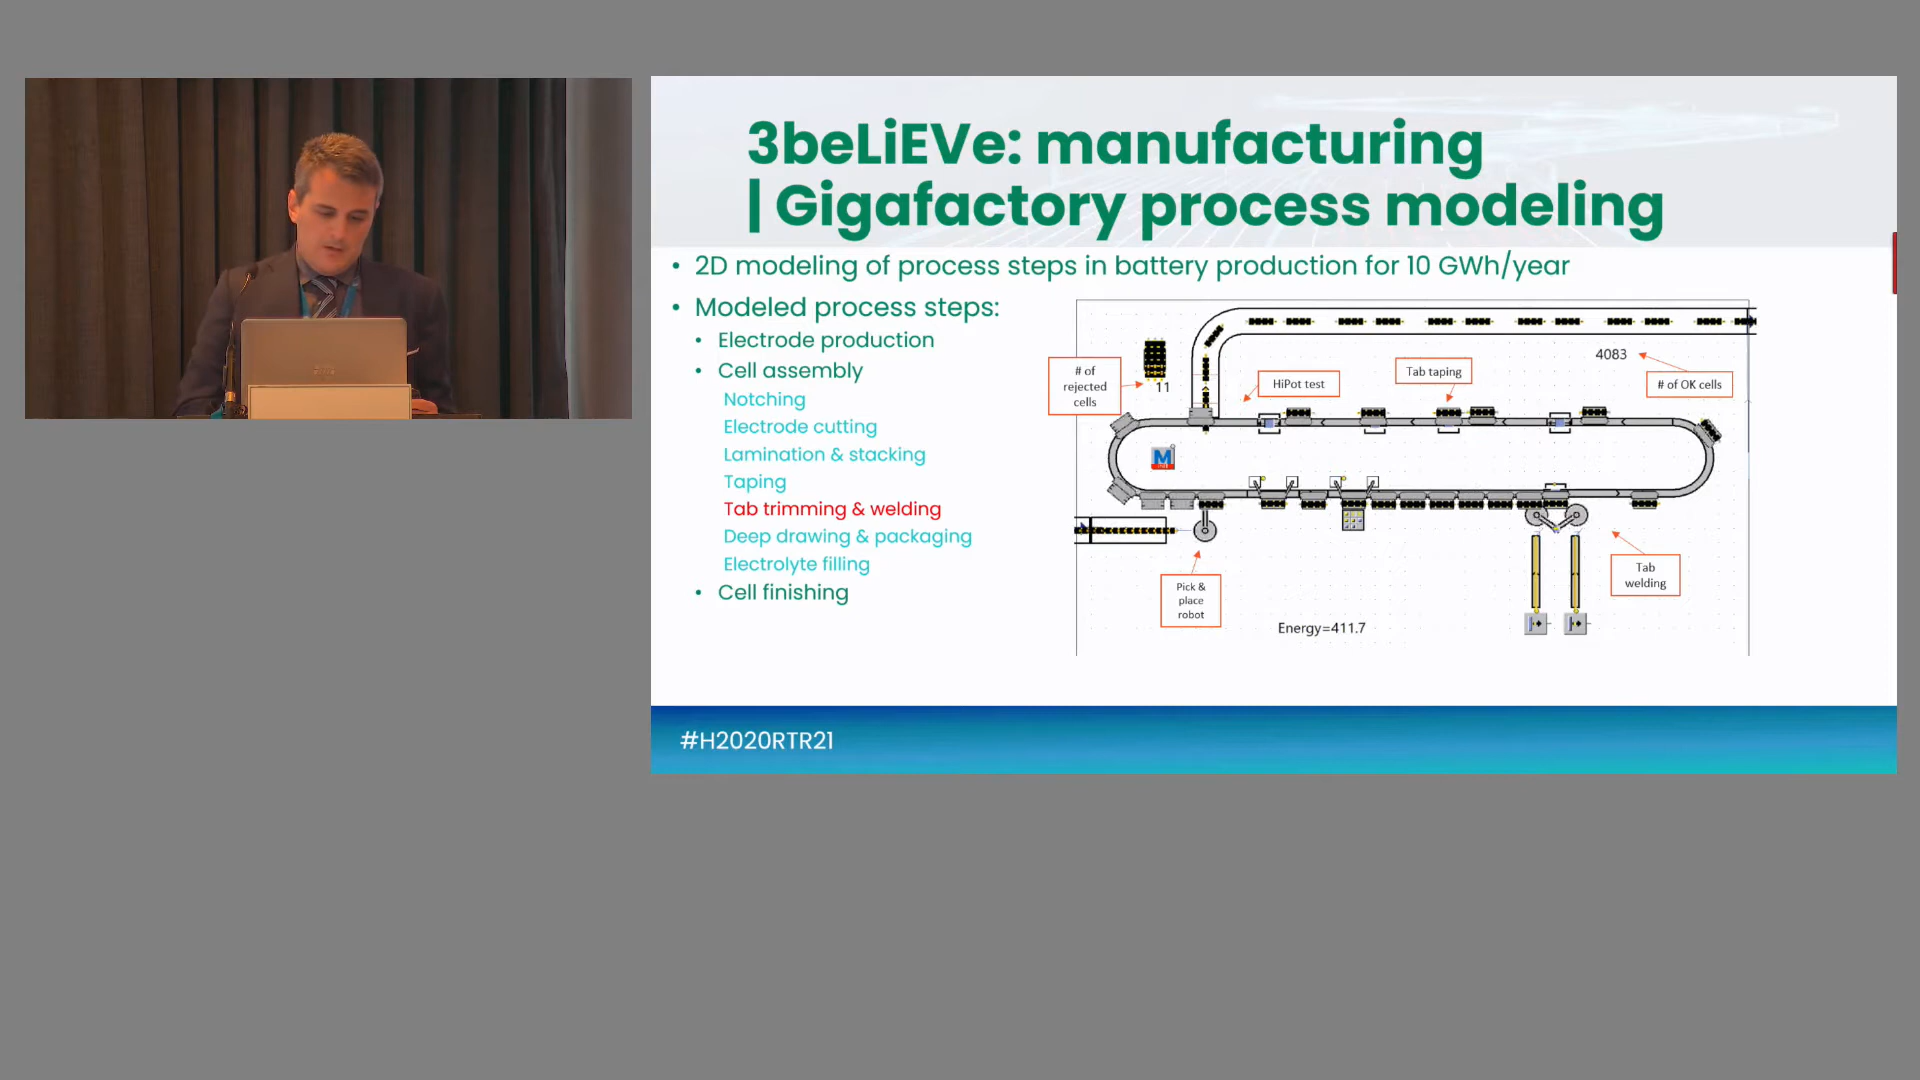 3beLiEVe: manufacturing
| Gigafactory process modeling
• 2D modeling of process steps in battery production for 10 GWh/year
• Modeled process steps:
• Electrode production
• Cell assembly
Notching
Electrode cutting
Lamination & stacking
Taping
Tab trimming & welding
Deep drawing & packaging
Electrolyte filling
• Cell finishing
# of
rejected
cells
11
HiPot test
Tab taping
4083
# of OK cells
M
Pick &
place
robot
Tab
welding
Energy=411.7
#H2020RTR21